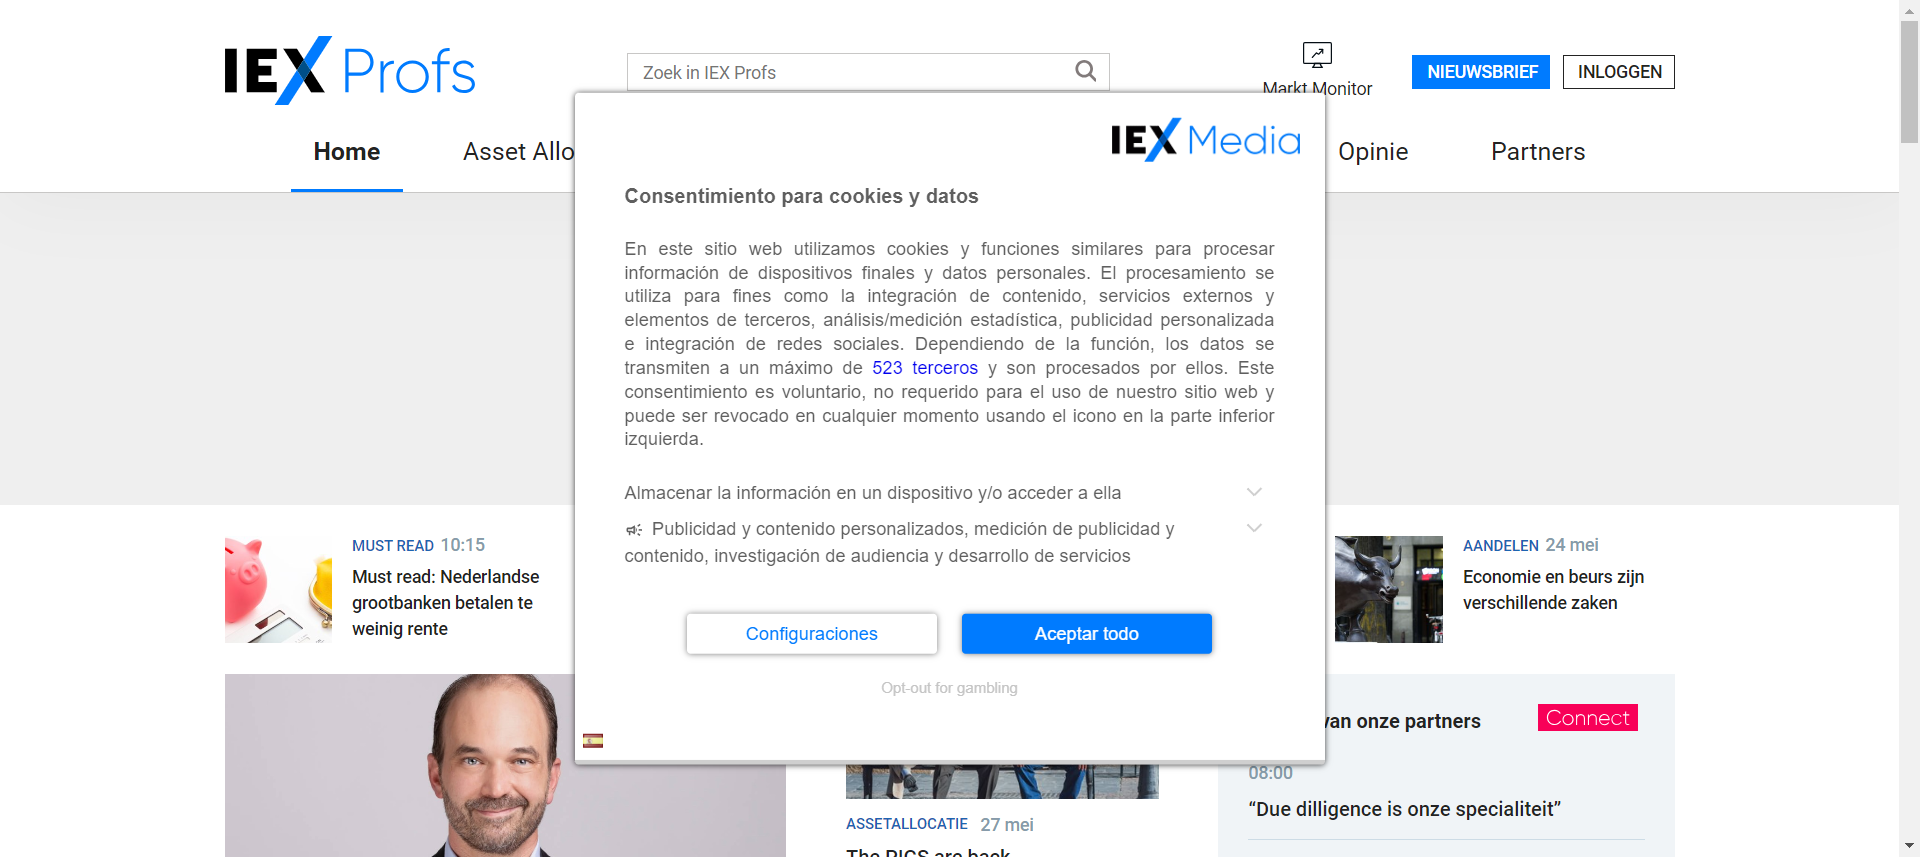 IEX Profs
Zoek in IEX Profs
Markt Monitor
NIEUWSBRIEF
INLOGGEN
Home
Asset Allo
Opinie
Partners
IEX Media
Consentimiento para cookies y datos
En este sitio web utilizamos cookies y funciones similares para procesar
información de dispositivos finales y datos personales. El procesamiento se
utiliza para fines como la integración de contenido, servicios externos y
elementos de terceros, análisis/medición estadística, publicidad personalizada
e integración de redes sociales. Dependiendo de la función, los datos se
transmiten a un máximo de 523 terceros y son procesados por ellos. Este
consentimiento es voluntario, no requerido para el uso de nuestro sitio web y
puede ser revocado en cualquier momento usando el icono en la parte inferior
izquierda.
Almacenar la información en un dispositivo y/o acceder a ella
Publicidad y contenido personalizados, medición de publicidad y
contenido, investigación de audiencia y desarrollo de servicios
Configuraciones
Aceptar todo
Opt-out for gambling
MUST READ 10:15
Must read: Nederlandse
grootbanken betalen te
weinig rente
AANDELEN 24 mei
Economie en beurs zijn
verschillende zaken
van onze partners
Connect
08:00
“Due dilligence is onze specialiteit”
ASSETALLOCATIE 27 mei
The PIGS are back